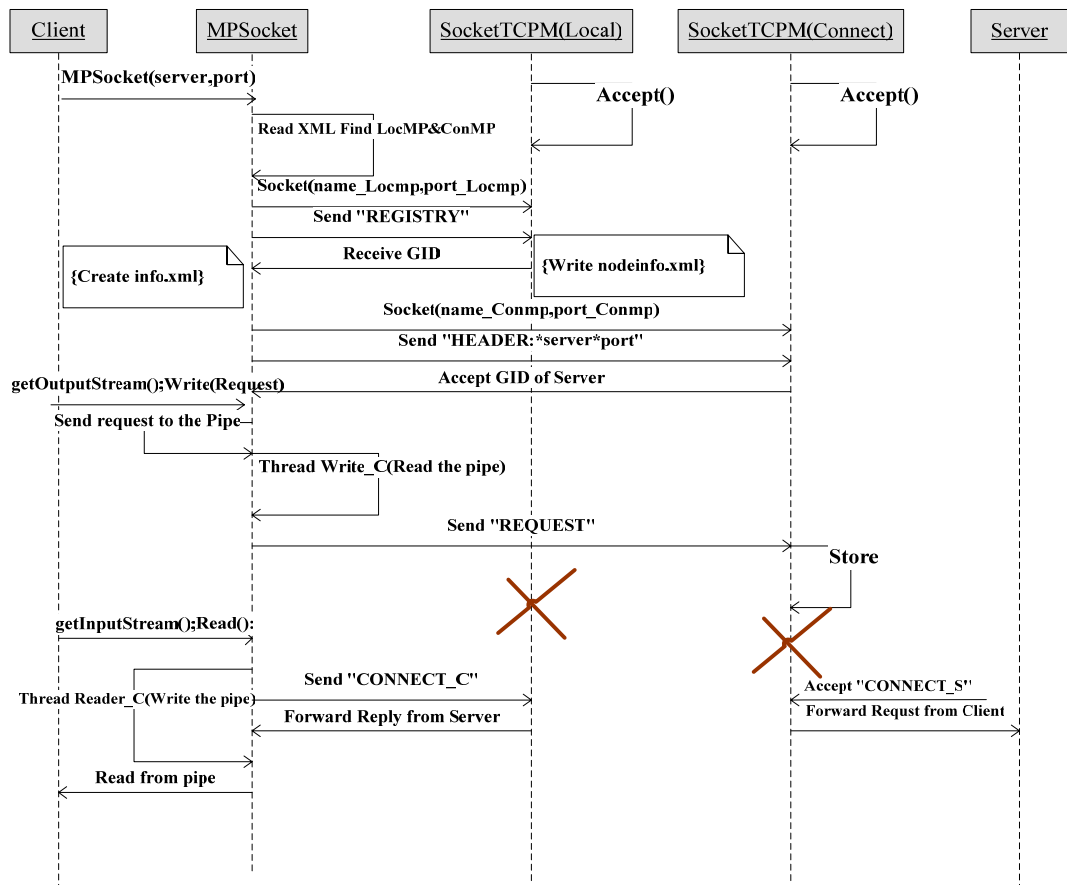 Client
MPSocket
SocketTCPM(Local)
SocketTCPM(Connect)
Server
MPSocket(server,port)
Accept()
Accept()
Read XML Find LocMP&ConMP
Socket(name_Locmp,port_Locmp)
Send "REGISTRY"
Receive GID
{Create info.xml}
{Write nodeinfo.xml}
Socket(name_Conmp,port_Conmp)
Send "HEADER:*server*port"
Accept GID of Server
getOutputStream();Write(Request)
Send request to the Pipe
Thread Write_C(Read the pipe)
Send "REQUEST"
Store
getInputStream();Read():
Send "CONNECT_C"
Accept "CONNECT_S"
Thread Reader_C(Write the pipe)
Forward Reply from Server
Forward Requst from Client
Read from pipe